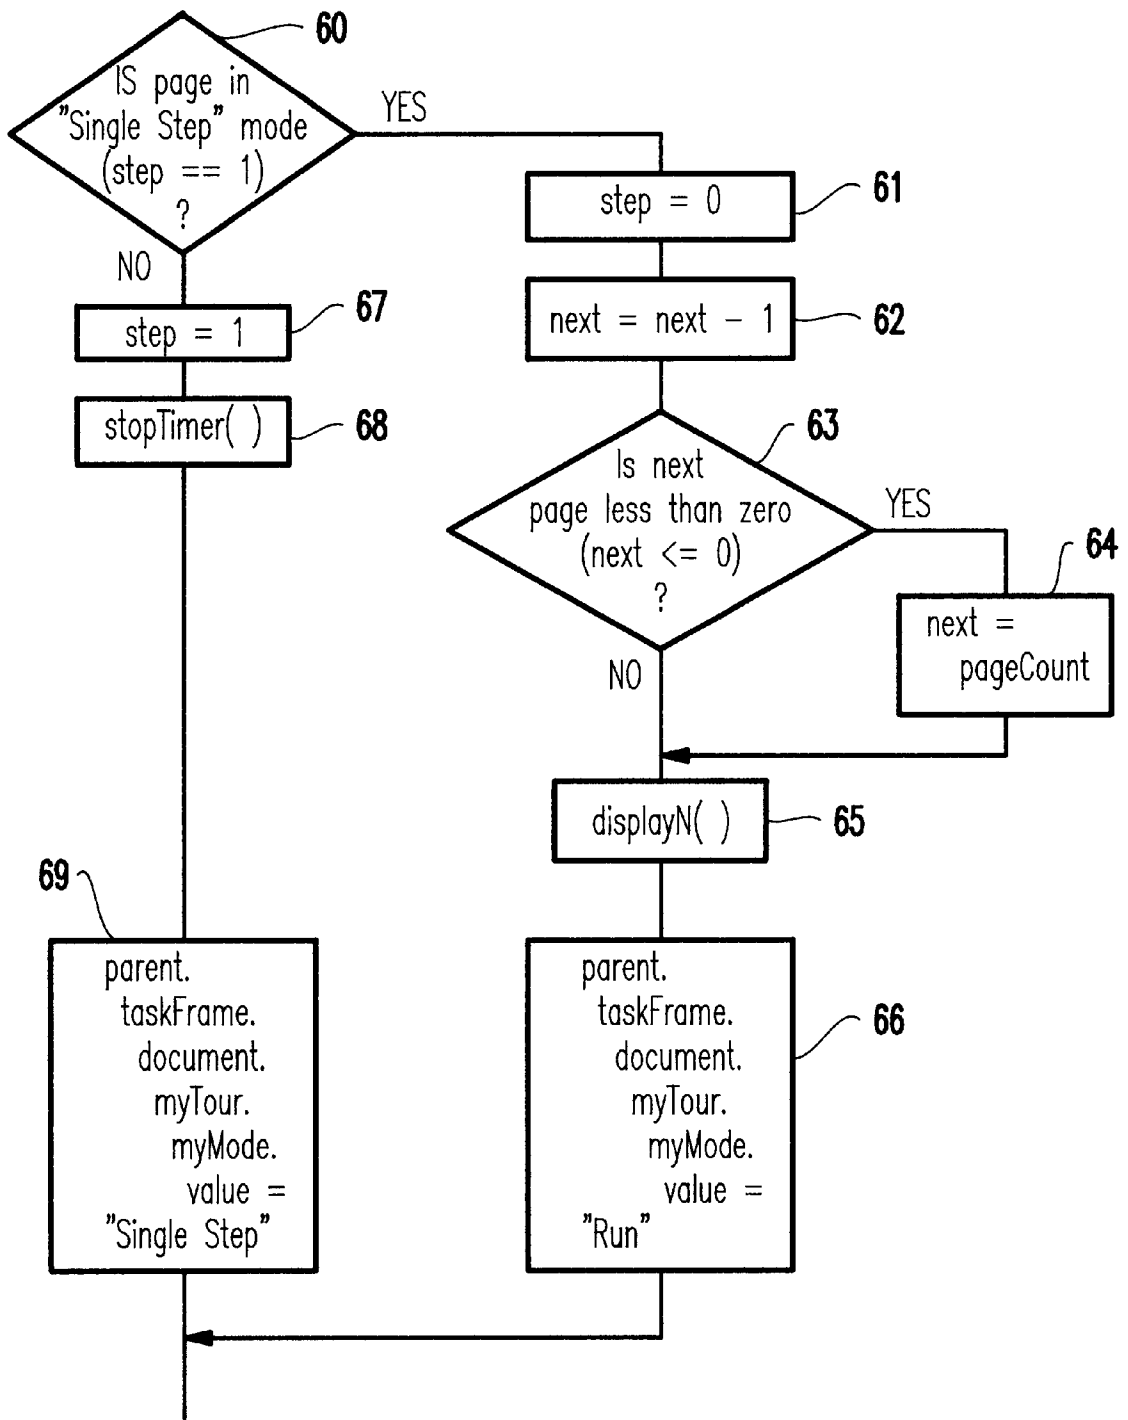 60
IS page in
"Single Step" mode
(step == 1)
?
YES
NO
61
step = 0
62
next = next - 1
67
step = 1
68
stopTimer( )
63
Is next
page less than zero
(next <= 0)
?
YES
NO
64
next =
pageCount
displayN( )
65
69
parent.
taskFrame.
document.
myTour.
myMode.
value =
"Single Step"
parent.
taskFrame.
document.
myTour.
myMode.
value =
"Run"
66